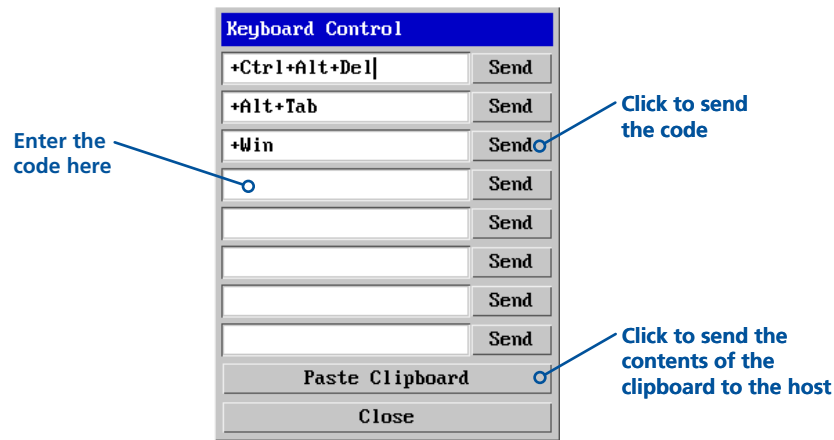 Keyboard Control
+Ctrl+Alt+Del Send
+Alt+Tab Send
Click to send
the code
Enter the
code here
+Win Send
Send
Send
Send
Send
Send
Click to send the
contents of the
clipboard to the host
Paste Clipboard
Close